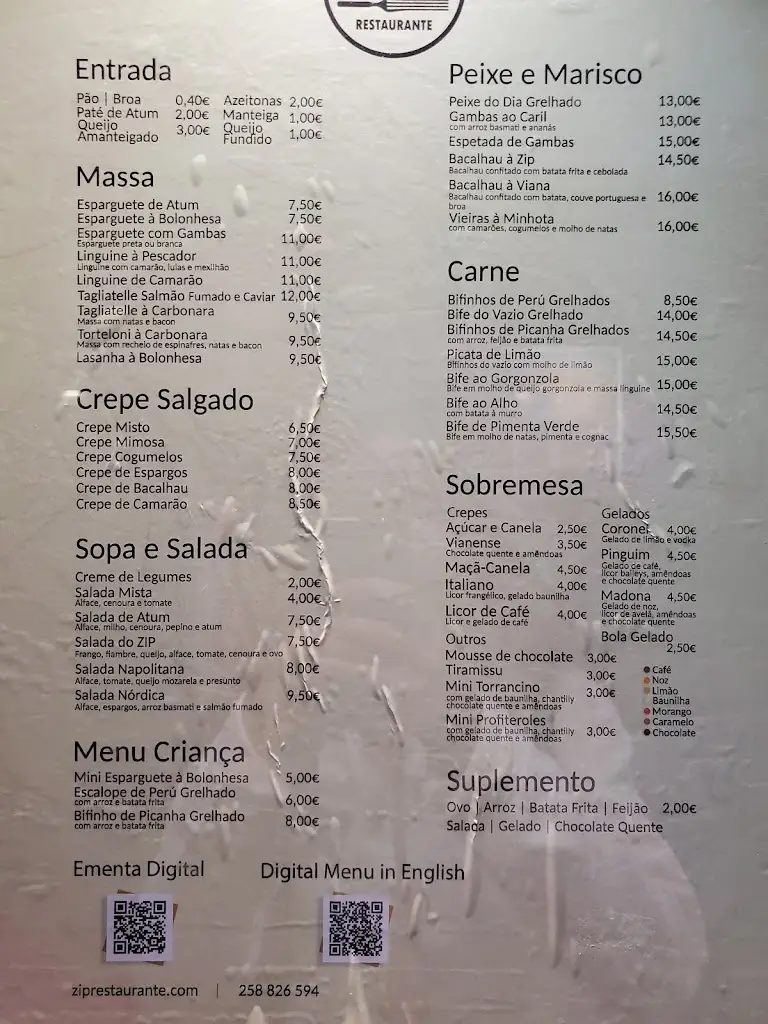 RESTAURANTE
Entrada
Pão | Broa 0,40€ Azeitonas 2,00€
Paté de Atum 2,00€ Manteiga 1,00€
Queijo Amanteigado 3,00€ Queijo Fundido 1,00€
Massa
Esparguete de Atum 7,50€
Esparguete à Bolonhesa 7,50€
Esparguete com Gambas 11,00€
Esparguete preta ou branca
Linguine à Pescador 11,00€
Linguine com camarão, lulas e mexilhão
Linguine de Camarão 11,00€
Tagliatelle Salmão Fumado e Caviar 12,00€
Tagliatelle à Carbonara 9,50€
Massa com natas e bacon
Torteloni à Carbonara 9,50€
Massa com recheio de espinafres, natas e bacon
Lasanha à Bolonhesa 9,50€
Crepe Salgado
Crepe Misto 6,50€
Crepe Mimosa 7,00€
Crepe Cogumelos 7,50€
Crepe de Espargos 8,00€
Crepe de Bacalhau 8,00€
Crepe de Camarão 8,50€
Sopa e Salada
Creme de Legumes 2,00€
Salada Mista 4,00€
Alface, cenoura e tomate
Salada de Atum 7,50€
Alface, milho, cenoura, pepino e atum
Salada do ZIP 7,50€
Frango, fiambre, queijo, alface, tomate, cenoura e ovo
Salada Napolitana 8,00€
Alface, tomate, queijo mozarela e presunto
Salada Nórdica 9,50€
Alface, espargos, arroz basmati e salmão fumado
Menu Criança
Mini Esparguete à Bolonhesa 5,00€
Escalope de Perú Grelhado 6,00€
com arroz e batata frita
Bifinho de Picanha Grelhado 8,00€
com arroz e batata frita
Peixe e Marisco
Peixe do Dia Grelhado 13,00€
Gambas ao Caril 13,00€
com arroz basmati e ananás
Espetada de Gambas 15,00€
Bacalhau à Zip 14,50€
Bacalhau confitado com batata frita e cebolada
Bacalhau à Viana 16,00€
Bacalhau confitado com batata, couve portuguesa e
broa
Vieiras à Minhota 16,00€
com camarões, cogumelos e molho de natas
Carne
Bifinhos de Perú Grelhados 8,50€
Bife do Vazio Grelhado 14,00€
Bifinhos de Picanha Grelhados 14,50€
com arroz, feijão e batata frita
Picata de Limão 15,00€
Bifinhos do vazio com molho de limão
Bife ao Gorgonzola 15,00€
Bife em molho de queijo gorgonzola e massa linguine
Bife ao Alho 14,50€
com batata à murro
Bife de Pimenta Verde 15,50€
Bife em molho de natas, pimenta e cognac
Sobremesa
Crepes
Açúcar e Canela 2,50€
Vianense 3,50€
Chocolate quente e amêndoas
Maçã-Canela 4,50€
Italiano 4,00€
Licor frangélico, gelado baunilha
Licor de Café 4,00€
Licor e gelado de café
Outros
Mousse de chocolate 3,00€
Tiramissu 3,00€
Mini Torrancino 3,00€
com gelado de baunilha, chantilly
chocolate quente e amêndoas
Mini Profiteroles 3,00€
com gelado de baunilha, chantilly
chocolate quente e amêndoas
Gelados
Coronel 4,00€
Gelado de limão e vodka
Pinguim 4,50€
Gelado de café,
licor baileys, amêndoas
e chocolate quente
Madona 4,50€
Gelado de noz,
licor de avelã, amêndoas
e chocolate quente
Bola Gelado 2,50€
Café
Noz
Limão
Baunilha
Morango
Caramelo
Chocolate
Suplemento
Ovo | Arroz | Batata Frita | Feijão 2,00€
Salada | Gelado | Chocolate Quente
Ementa Digital
Digital Menu in English
ziprestaurante.com | 258 826 594